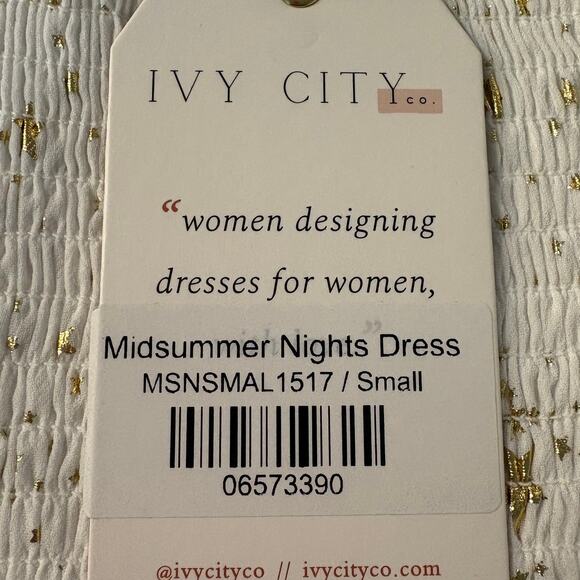 IVY CITY co.
“women designing
dresses for women,
”
Midsummer Nights Dress
MSNSMAL1517 / Small
06573390
@ivycityco // ivycityco.com